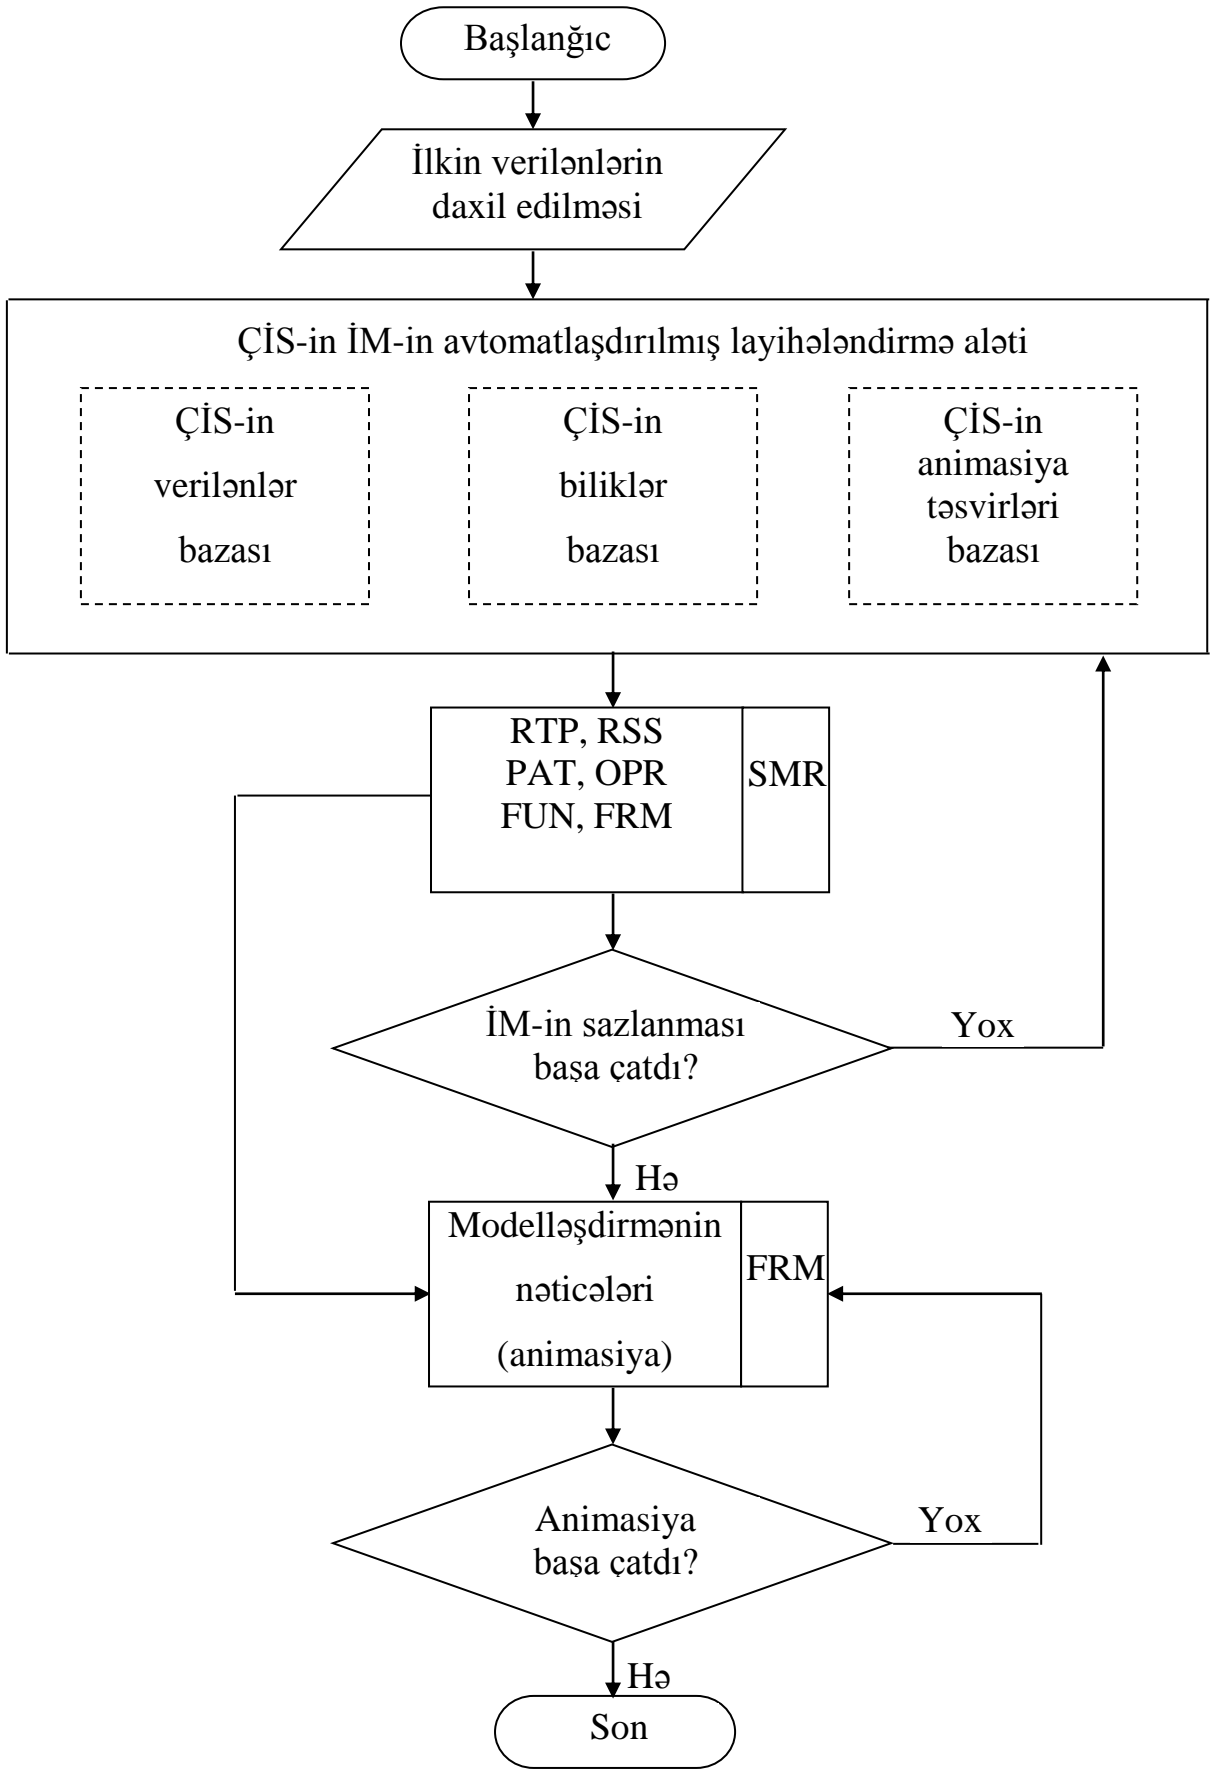 Başlanğıc
İlkin verilənlərin
daxil edilməsi
ÇİS-in İM-in avtomatlaşdırılmış layihələndirmə aləti
ÇİS-in
verilənlər
bazası
ÇİS-in
biliklər
bazası
ÇİS-in
animasiya
təsvirləri
bazası
RTP, RSS
PAT, OPR
FUN, FRM
SMR
İM-in sazlanması
başa çatdı?
Yox
Hə
Modelləşdirmənin
nəticələri
(animasiya)
FRM
Animasiya
başa çatdı?
Yox
Hə
Son